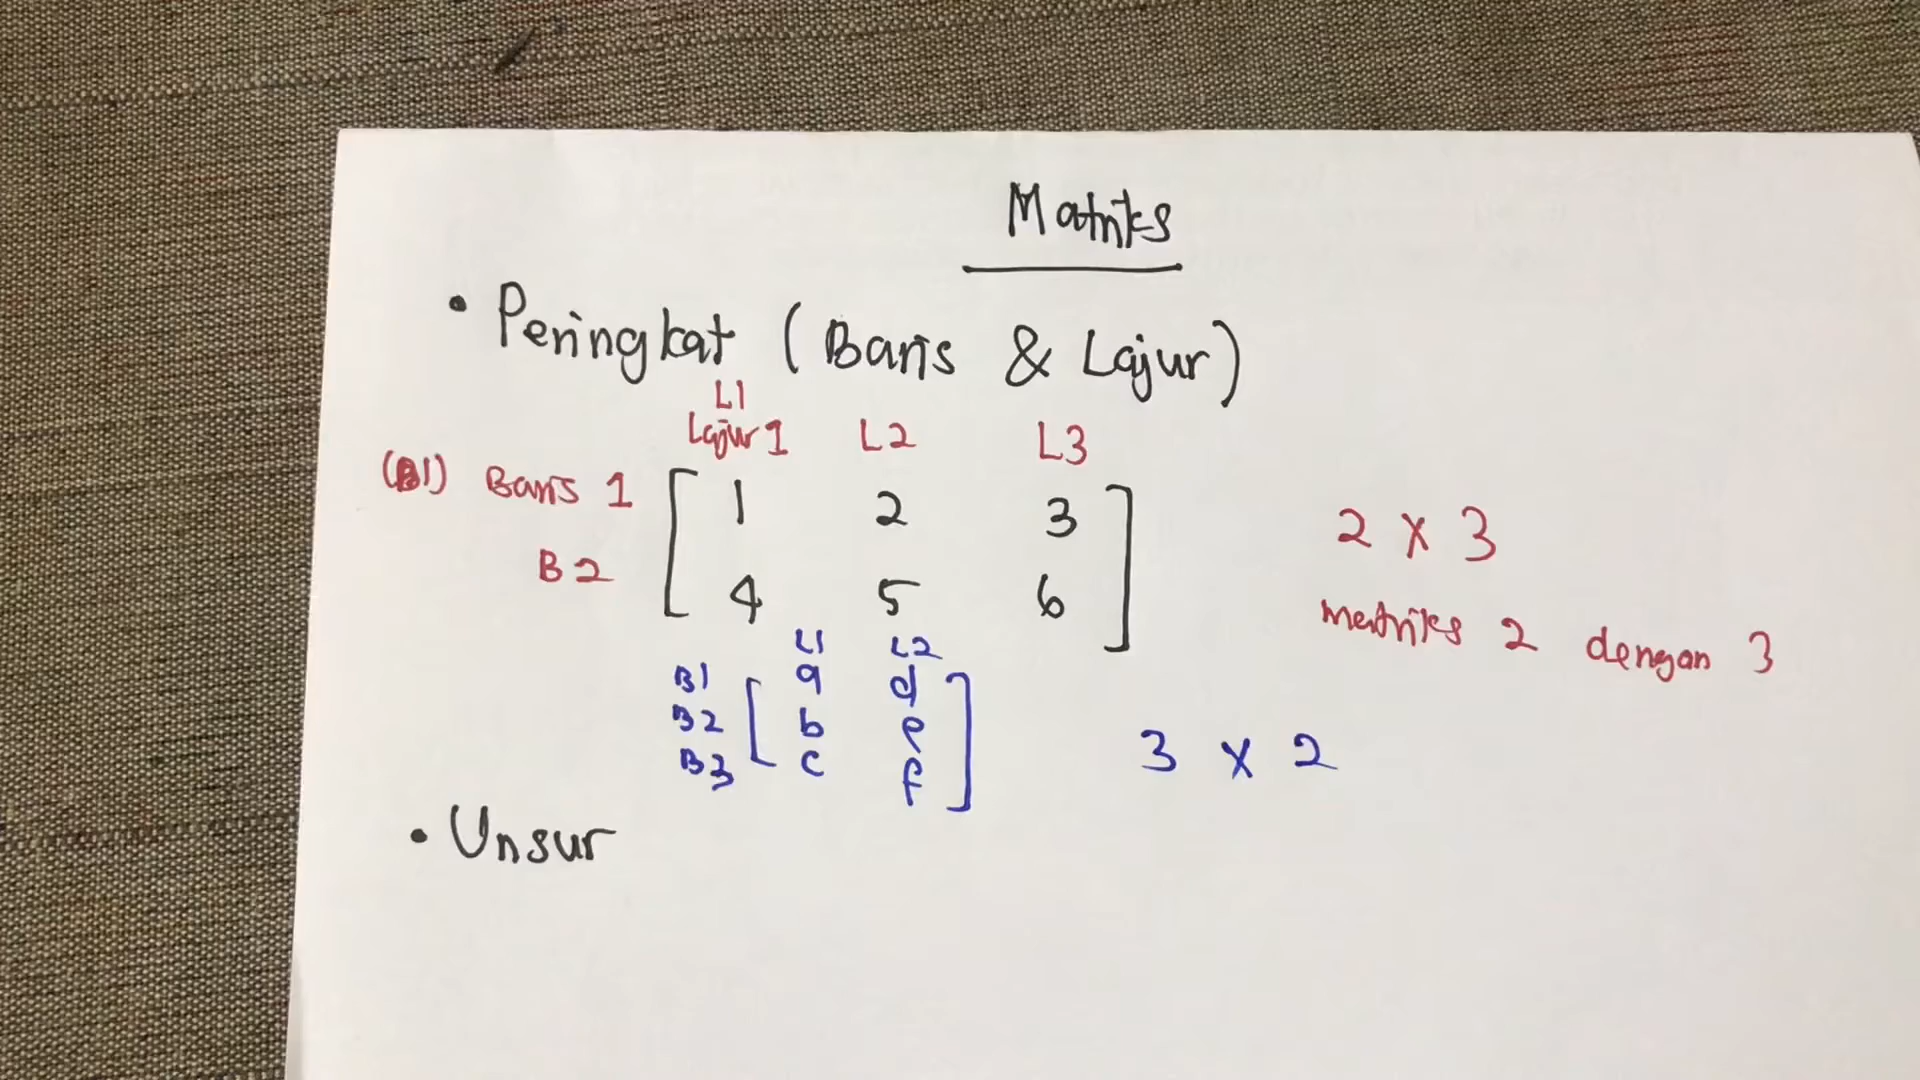 Matriks
• Peringkat (Baris & Lajur)
L1
Lajur 1 L2 L3
(B1) Baris 1 [ 1 2 3 ] 2 x 3
B2 4 5 6
matriks 2 dengan 3
L1 L2
B1 a d
B2 b e
B3 c f
3 x 2
• Unsur